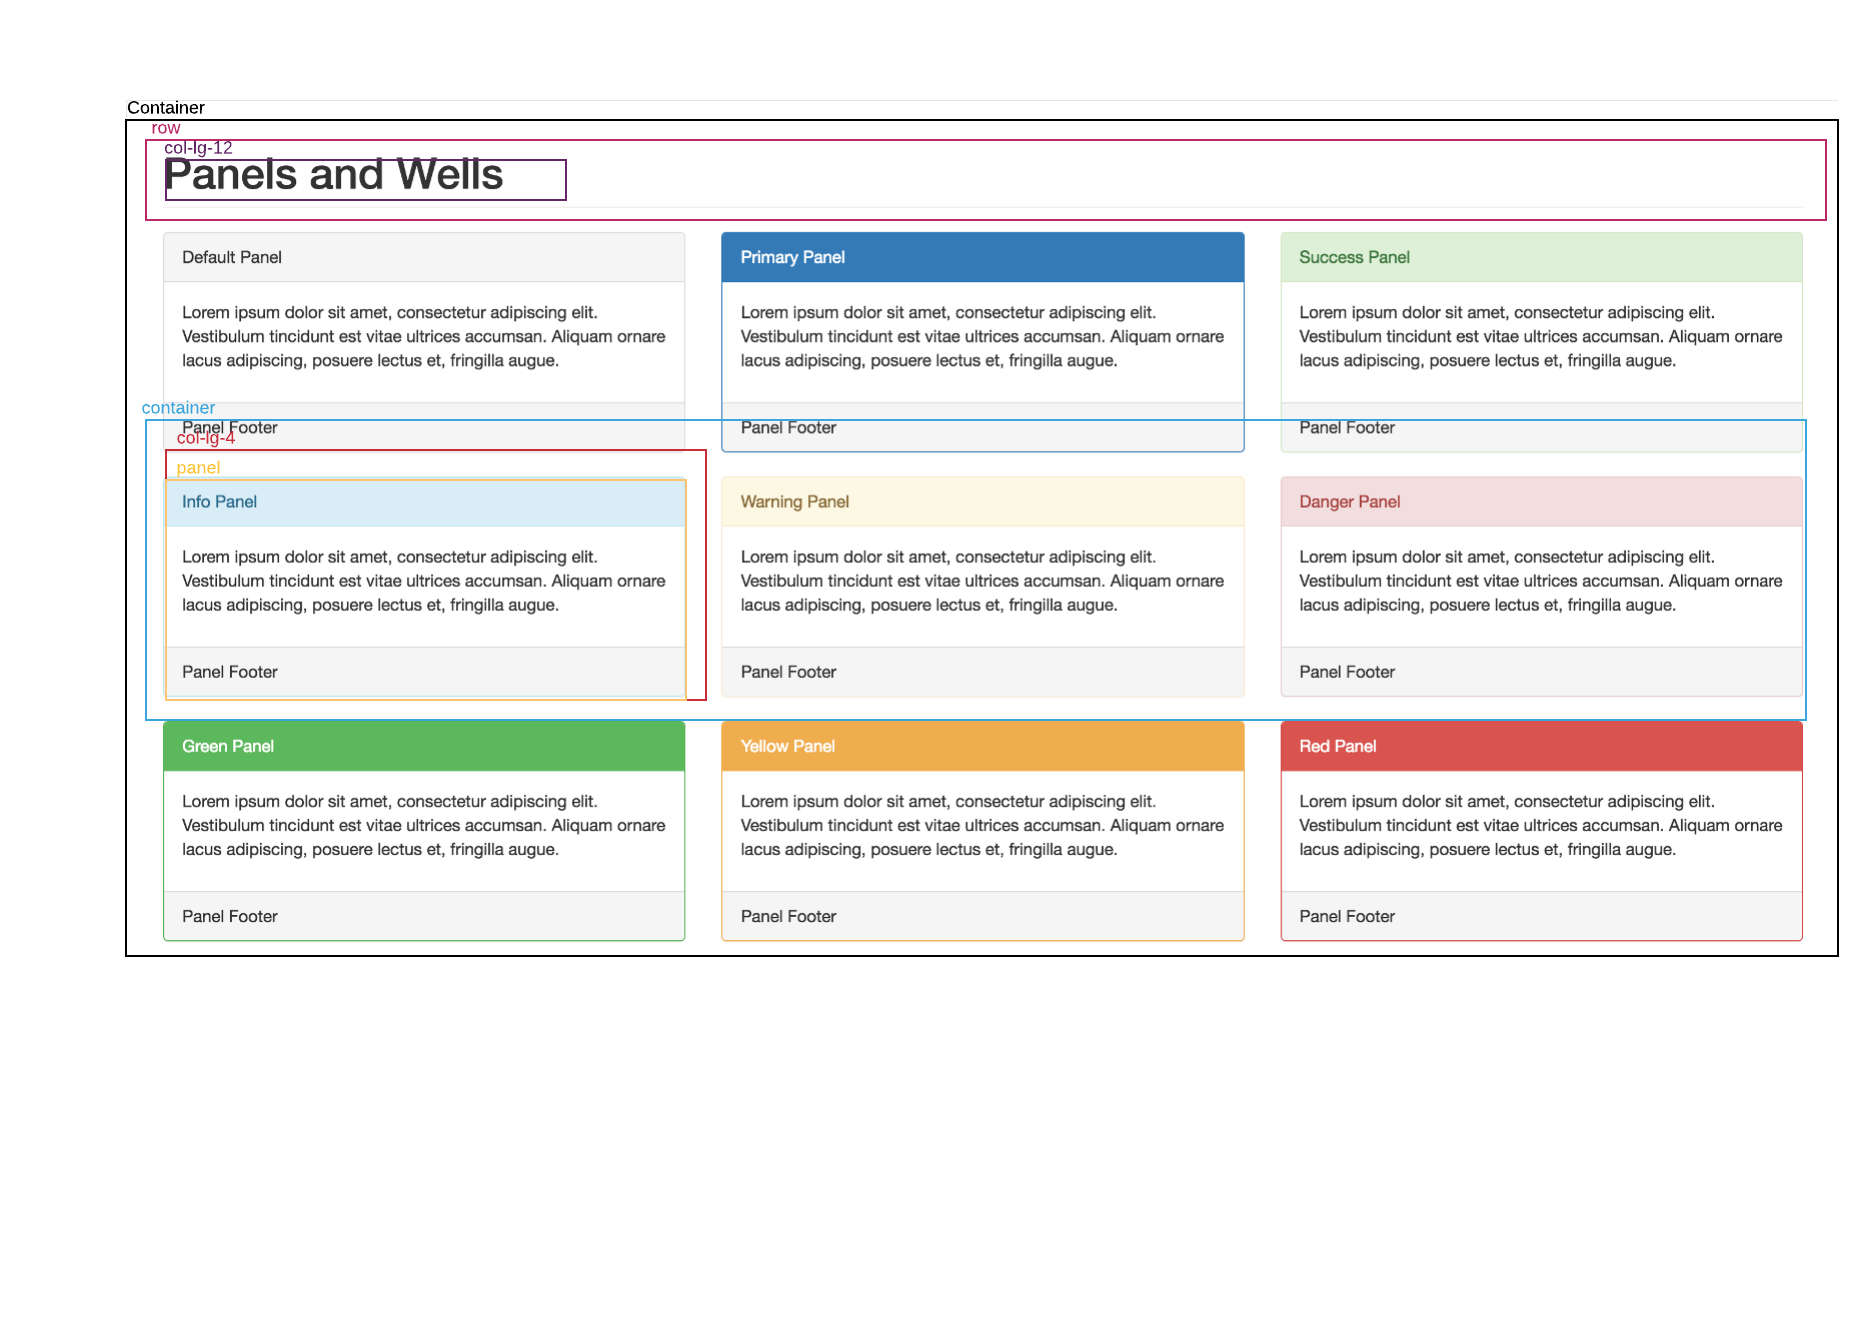 Container
row
col-lg-12
Panels and Wells
Default Panel
Lorem ipsum dolor sit amet, consectetur adipiscing elit.
Vestibulum tincidunt est vitae ultrices accumsan. Aliquam ornare
lacus adipiscing, posuere lectus et, fringilla augue.
Panel Footer
Primary Panel
Lorem ipsum dolor sit amet, consectetur adipiscing elit.
Vestibulum tincidunt est vitae ultrices accumsan. Aliquam ornare
lacus adipiscing, posuere lectus et, fringilla augue.
Panel Footer
Success Panel
Lorem ipsum dolor sit amet, consectetur adipiscing elit.
Vestibulum tincidunt est vitae ultrices accumsan. Aliquam ornare
lacus adipiscing, posuere lectus et, fringilla augue.
Panel Footer
container
col-lg-4
panel
Info Panel
Lorem ipsum dolor sit amet, consectetur adipiscing elit.
Vestibulum tincidunt est vitae ultrices accumsan. Aliquam ornare
lacus adipiscing, posuere lectus et, fringilla augue.
Panel Footer
Warning Panel
Lorem ipsum dolor sit amet, consectetur adipiscing elit.
Vestibulum tincidunt est vitae ultrices accumsan. Aliquam ornare
lacus adipiscing, posuere lectus et, fringilla augue.
Panel Footer
Danger Panel
Lorem ipsum dolor sit amet, consectetur adipiscing elit.
Vestibulum tincidunt est vitae ultrices accumsan. Aliquam ornare
lacus adipiscing, posuere lectus et, fringilla augue.
Panel Footer
Green Panel
Lorem ipsum dolor sit amet, consectetur adipiscing elit.
Vestibulum tincidunt est vitae ultrices accumsan. Aliquam ornare
lacus adipiscing, posuere lectus et, fringilla augue.
Panel Footer
Yellow Panel
Lorem ipsum dolor sit amet, consectetur adipiscing elit.
Vestibulum tincidunt est vitae ultrices accumsan. Aliquam ornare
lacus adipiscing, posuere lectus et, fringilla augue.
Panel Footer
Red Panel
Lorem ipsum dolor sit amet, consectetur adipiscing elit.
Vestibulum tincidunt est vitae ultrices accumsan. Aliquam ornare
lacus adipiscing, posuere lectus et, fringilla augue.
Panel Footer